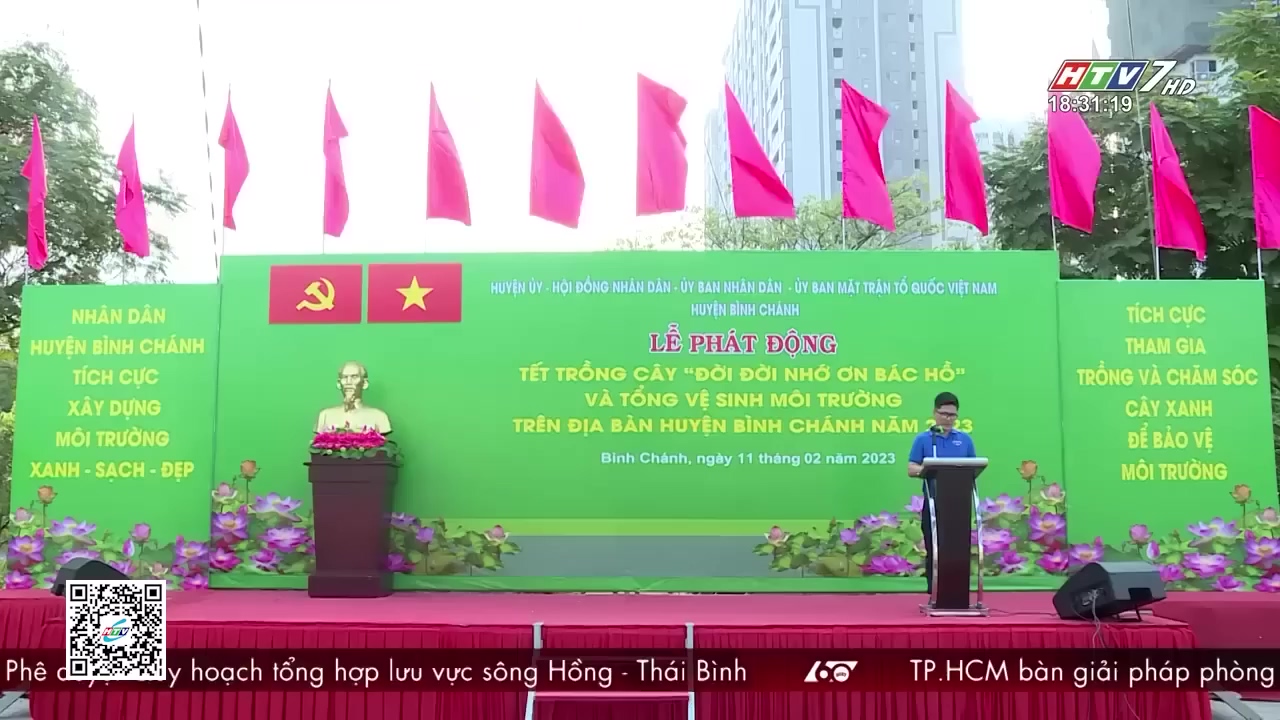 HTV7 HD
18:31:19
HUYỆN ỦY - HỘI ĐỒNG NHÂN DÂN - ỦY BAN NHÂN DÂN - ỦY BAN MẶT TRẬN TỔ QUỐC VIỆT NAM
HUYỆN BÌNH CHÁNH
LỄ PHÁT ĐỘNG
TẾT TRỒNG CÂY “ĐỜI ĐỜI NHỚ ƠN BÁC HỒ”
VÀ TỔNG VỆ SINH MÔI TRƯỜNG
TRÊN ĐỊA BÀN HUYỆN BÌNH CHÁNH NĂM 2023
Bình Chánh, ngày 11 tháng 02 năm 2023
NHÂN DÂN
HUYỆN BÌNH CHÁNH
TÍCH CỰC
XÂY DỰNG
MÔI TRƯỜNG
XANH - SẠCH - ĐẸP
TÍCH CỰC
THAM GIA
TRỒNG VÀ CHĂM SÓC
CÂY XANH
ĐỂ BẢO VỆ
MÔI TRƯỜNG
HTV
Phê hoạch tổng hợp lưu vực sông Hồng - Thái Bình
60 giây
TP.HCM bàn giải pháp phòng